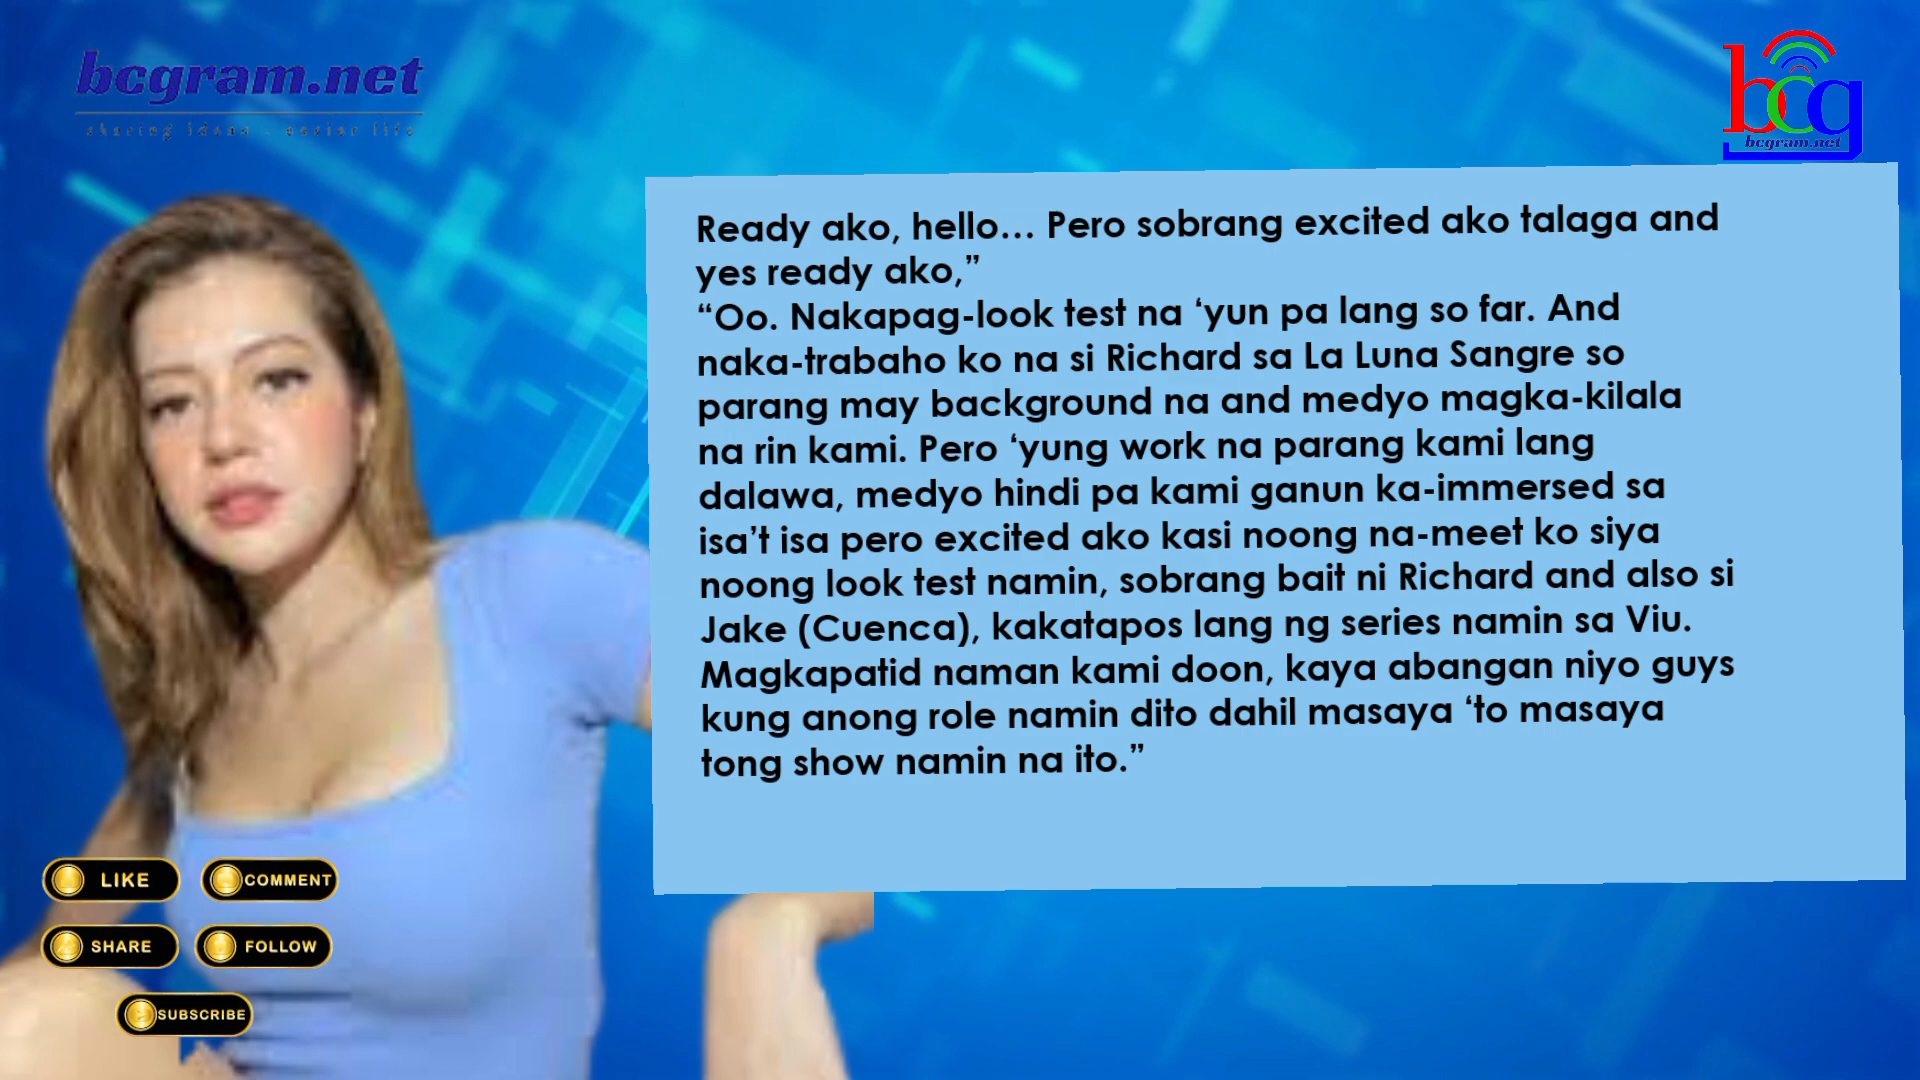 bcgram.net
sharing ideas . easier life
bcg
bcgram.net
Ready ako, hello… Pero sobrang excited ako talaga and
yes ready ako,”
“Oo. Nakapag-look test na ‘yun pa lang so far. And
naka-trabaho ko na si Richard sa La Luna Sangre so
parang may background na and medyo magka-kilala
na rin kami. Pero ‘yung work na parang kami lang
dalawa, medyo hindi pa kami ganun ka-immersed sa
isa’t isa pero excited ako kasi noong na-meet ko siya
noong look test namin, sobrang bait ni Richard and also si
Jake (Cuenca), kakatapos lang ng series namin sa Viu.
Magkapatid naman kami doon, kaya abangan niyo guys
kung anong role namin dito dahil masaya ‘to masaya
tong show namin na ito.”
LIKE
COMMENT
SHARE
FOLLOW
SUBSCRIBE